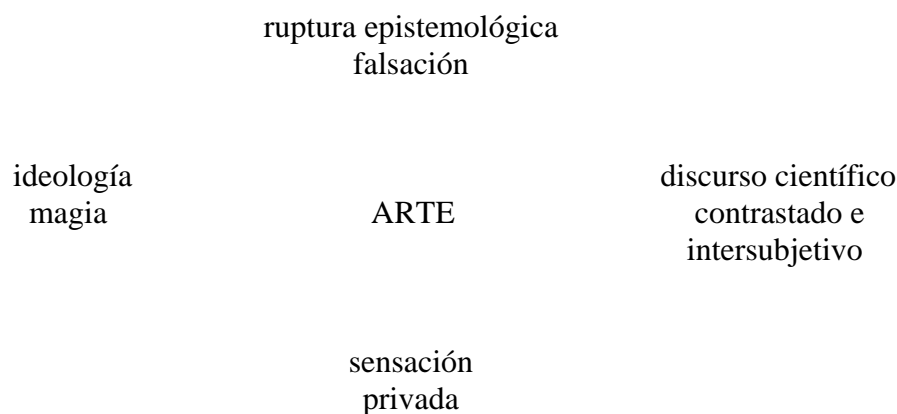 ruptura epistemológica
falsación
ideología
magia
ARTE
discurso científico
contrastado e
intersubjetivo
sensación
privada